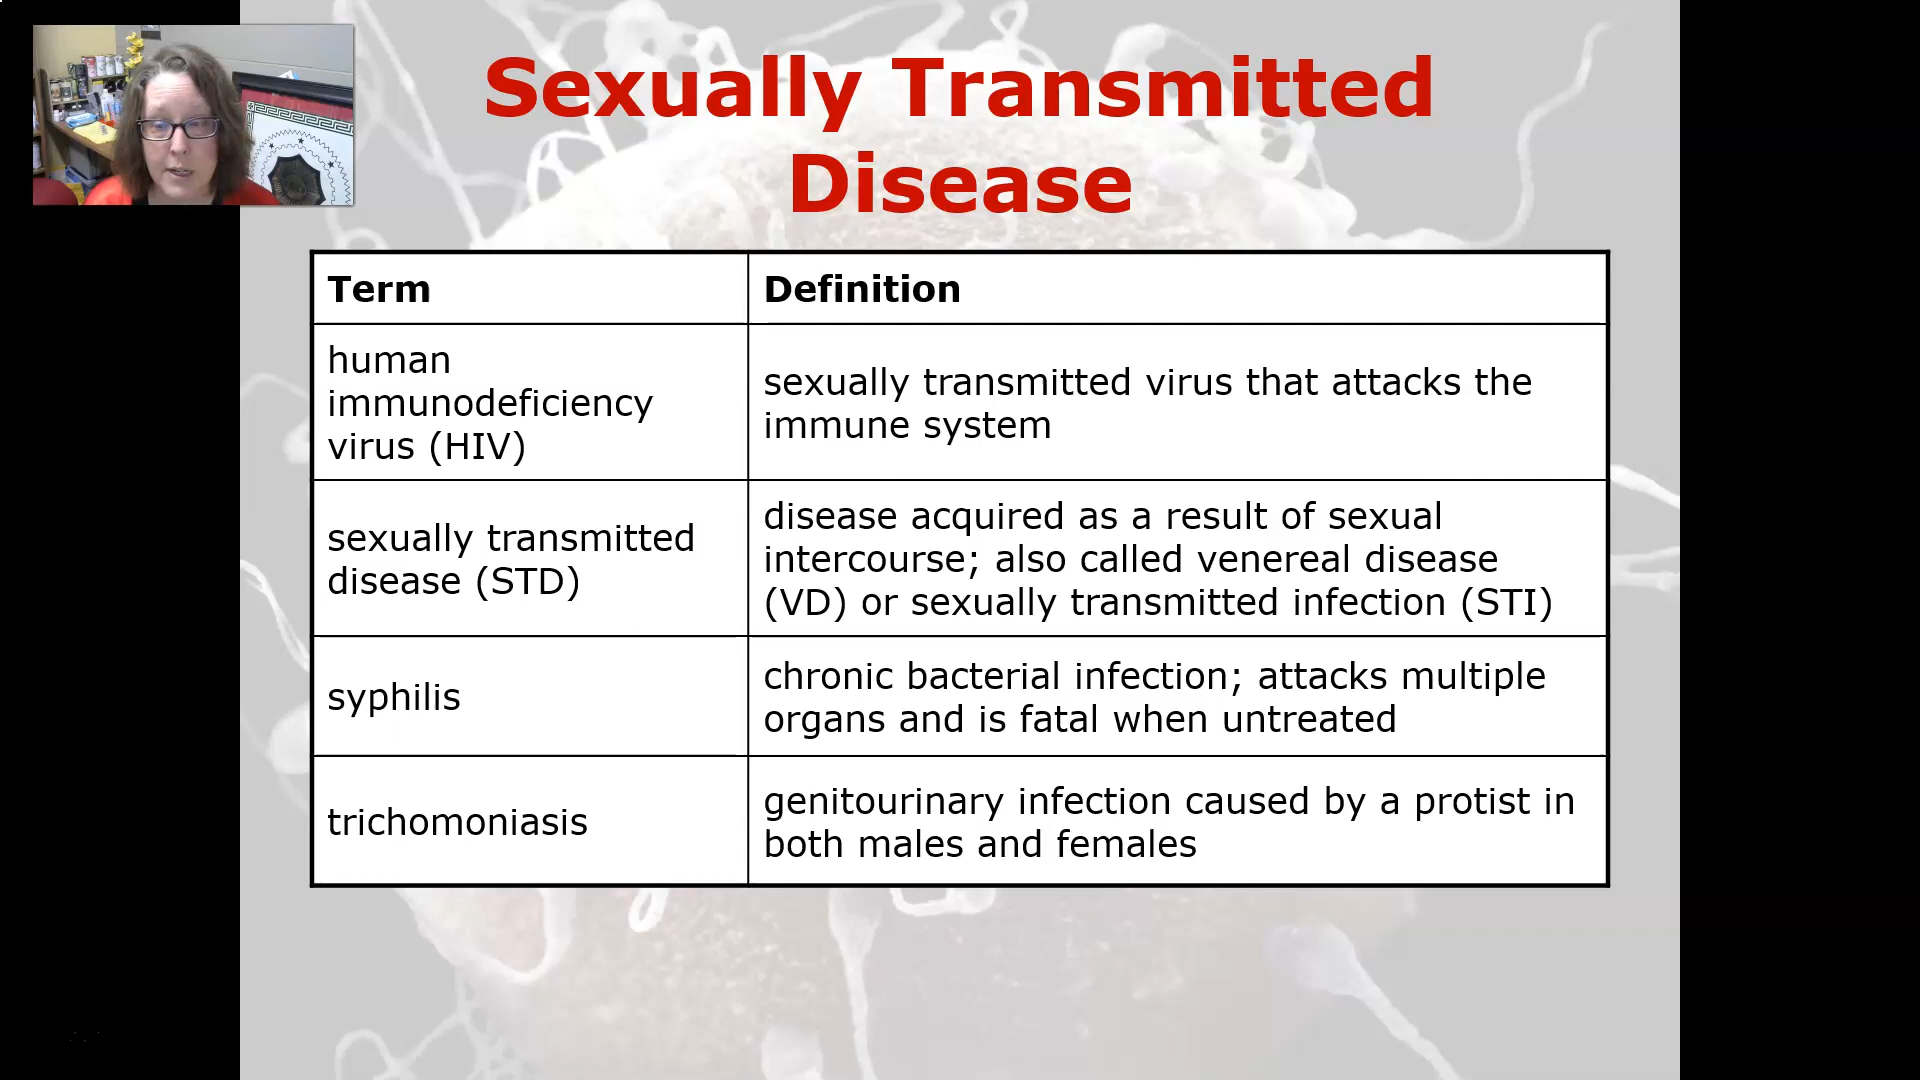 Sexually Transmitted
Disease
Term
Definition
human
immunodeficiency
virus (HIV)
sexually transmitted virus that attacks the
immune system
sexually transmitted
disease (STD)
disease acquired as a result of sexual
intercourse; also called venereal disease
(VD) or sexually transmitted infection (STI)
syphilis
chronic bacterial infection; attacks multiple
organs and is fatal when untreated
trichomoniasis
genitourinary infection caused by a protist in
both males and females